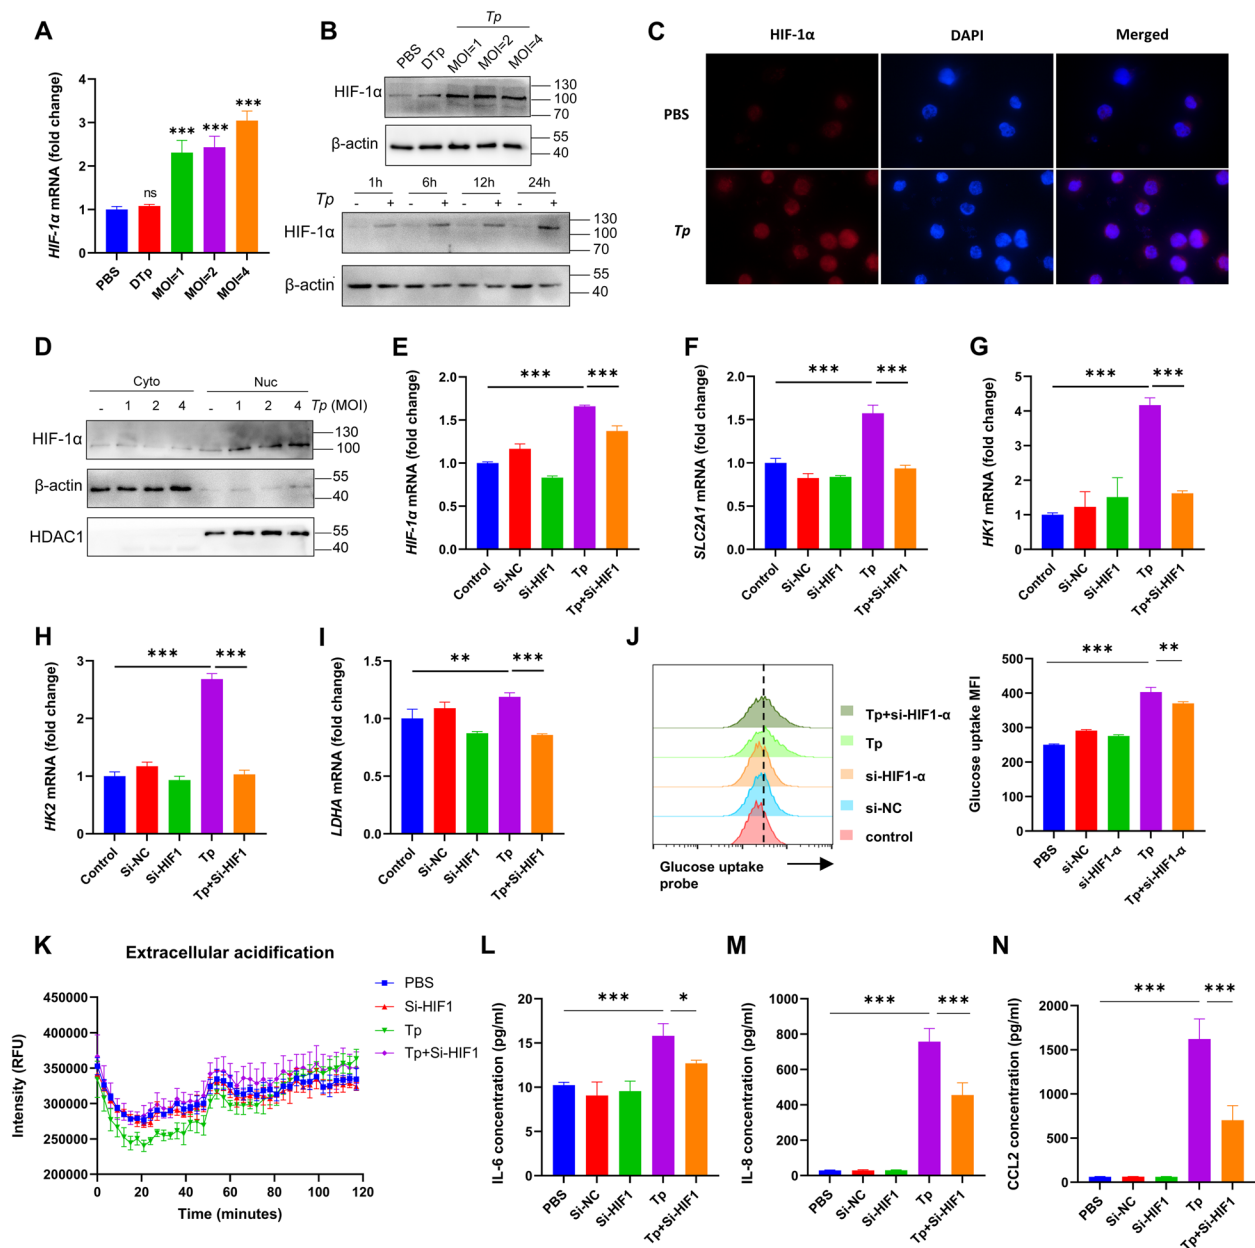 A
HIF-1α mRNA (fold change)
4
3
2
1
0
ns
***
***
***
PBS
DTp
MOI=1
MOI=2
MOI=4
B
Tp
PBS
DTp
MOI=1
MOI=2
MOI=4
HIF-1α
130
100
70
β-actin
55
40
1h 6h 12h 24h
Tp - + - + - + - +
HIF-1α
130
100
70
β-actin
55
40
C
HIF-1α DAPI Merged
PBS
Tp
D
Cyto Nuc
- 1 2 4 - 1 2 4 Tp (MOI)
HIF-1α
130
100
β-actin
55
40
HDAC1
55
40
E
HIF-1α mRNA (fold change)
2.0
1.5
1.0
0.5
0.0
*** ***
Control
Si-NC
Si-HIF1
Tp
Tp+Si-HIF1
F
SLC2A1 mRNA (fold change)
2.0
1.5
1.0
0.5
0.0
*** ***
Control
Si-NC
Si-HIF1
Tp
Tp+Si-HIF1
G
HK1 mRNA (fold change)
5
4
3
2
1
0
*** ***
Control
Si-NC
Si-HIF1
Tp
Tp+Si-HIF1
H
HK2 mRNA (fold change)
3
2
1
0
*** ***
Control
Si-NC
Si-HIF1
Tp
Tp+Si-HIF1
I
LDHA mRNA (fold change)
1.5
1.0
0.5
0.0
** ***
Control
Si-NC
Si-HIF1
Tp
Tp+Si-HIF1
J
Tp+si-HIF1-α
Tp
si-HIF1-α
si-NC
control
Glucose uptake
probe
Glucose uptake MFI
500
400
300
200
100
0
*** **
PBS
Si-NC
si-HIF1-α
Tp
Tp+si-HIF1-α
K
Extracellular acidification
Intensity (RFU)
450000
400000
350000
300000
250000
200000
0 20 40 60 80 100 120
Time (minutes)
PBS
Si-HIF1
Tp
Tp+Si-HIF1
L
IL-6 concentration (pg/ml)
20
15
10
5
0
*** *
PBS
Si-NC
Si-HIF1
Tp
Tp+Si-HIF1
M
IL-8 concentration (pg/ml)
1000
800
600
400
200
0
*** ***
PBS
Si-NC
Si-HIF1
Tp
Tp+Si-HIF1
N
CCL2 concentration (pg/ml)
2000
1500
1000
500
0
*** ***
PBS
Si-NC
Si-HIF1
Tp
Tp+Si-HIF1